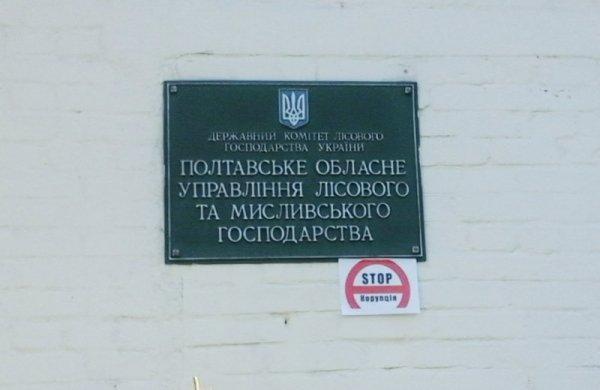 ДЕРЖАВНИЙ КОМІТЕТ ЛІСОВОГО
ГОСПОДАРСТВА УКРАЇНИ
ПОЛТАВСЬКЕ ОБЛАСНЕ
УПРАВЛІННЯ ЛІСОВОГО
ТА МИСЛИВСЬКОГО
ГОСПОДАРСТВА
STOP
Корупція